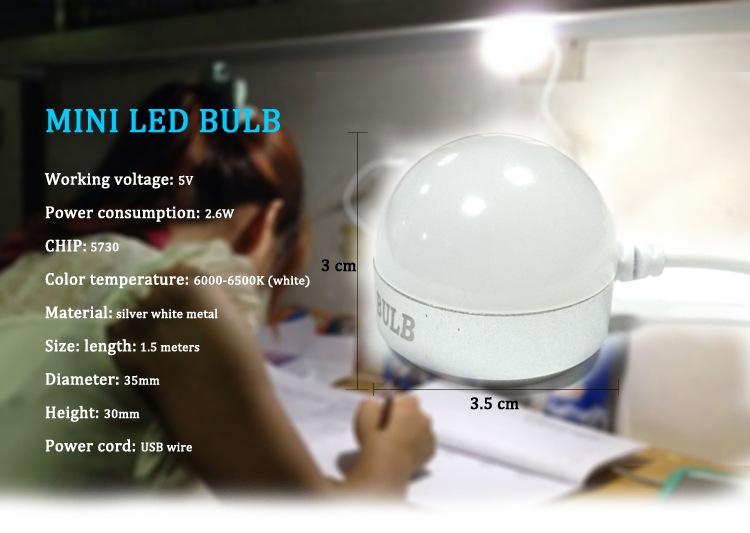 MINI LED BULB
Working voltage: 5V
Power consumption: 2.6W
CHIP: 5730
Color temperature: 6000-6500K (white)
Material: silver white metal
Size: length: 1.5 meters
Diameter: 35mm
Height: 30mm
Power cord: USB wire
3 cm
BULB
3.5 cm